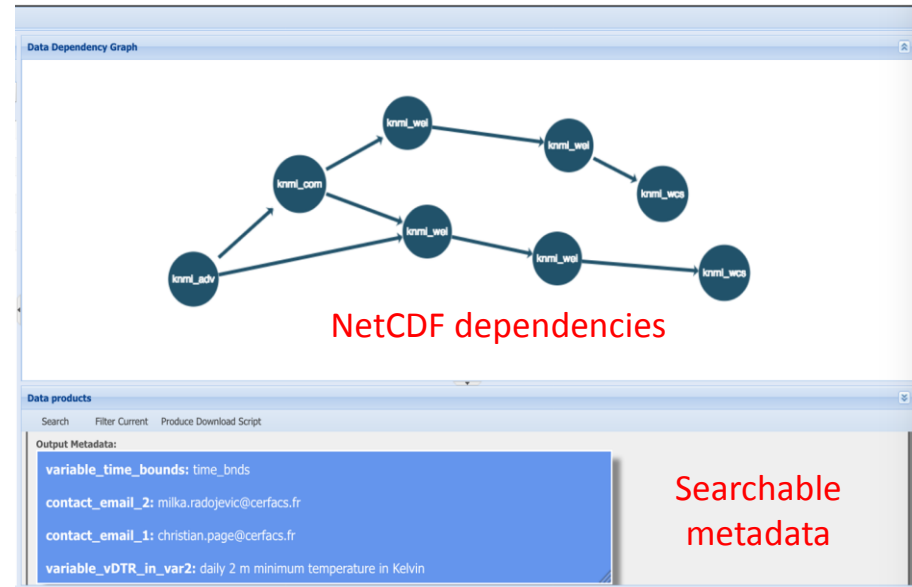 Data Dependency Graph
knmi_wei
knmi_wei
knmi_com
knmi_wcs
knmi_wei
knmi_wei
knmi_adv
knmi_wcs
NetCDF dependencies
Data products
Search Filter Current Produce Download Script
Output Metadata:
variable_time_bounds: time_bnds
contact_email_2: milka.radojevic@cerfacs.fr
contact_email_1: christian.page@cerfacs.fr
variable_vDTR_in_var2: daily 2 m minimum temperature in Kelvin
Searchable
metadata